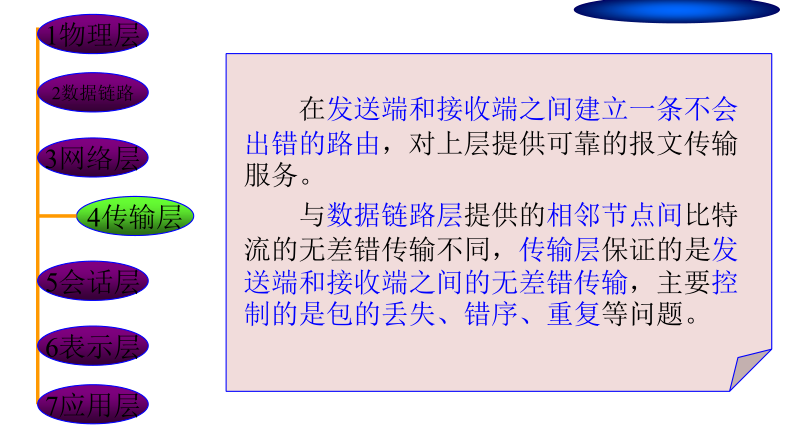 1物理层
2数据链路
3网络层
4传输层
5会话层
6表示层
7应用层
在发送端和接收端之间建立一条不会
出错的路由，对上层提供可靠的报文传输
服务。
与数据链路层提供的相邻节点间比特
流的无差错传输不同，传输层保证的是发
送端和接收端之间的无差错传输，主要控
制的是包的丢失、错序、重复等问题。